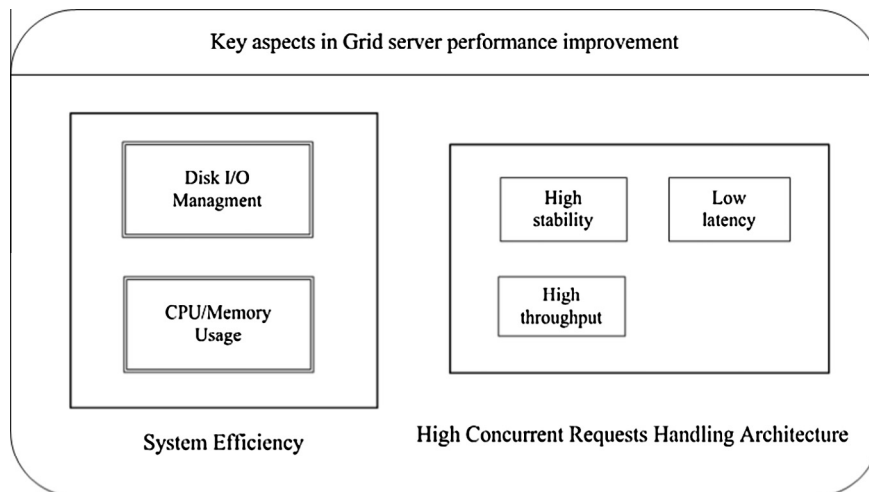 Key aspects in Grid server performance improvement
Disk I/O
Managment
CPU/Memory
Usage
System Efficiency
High
stability
Low
latency
High
throughput
High Concurrent Requests Handling Architecture